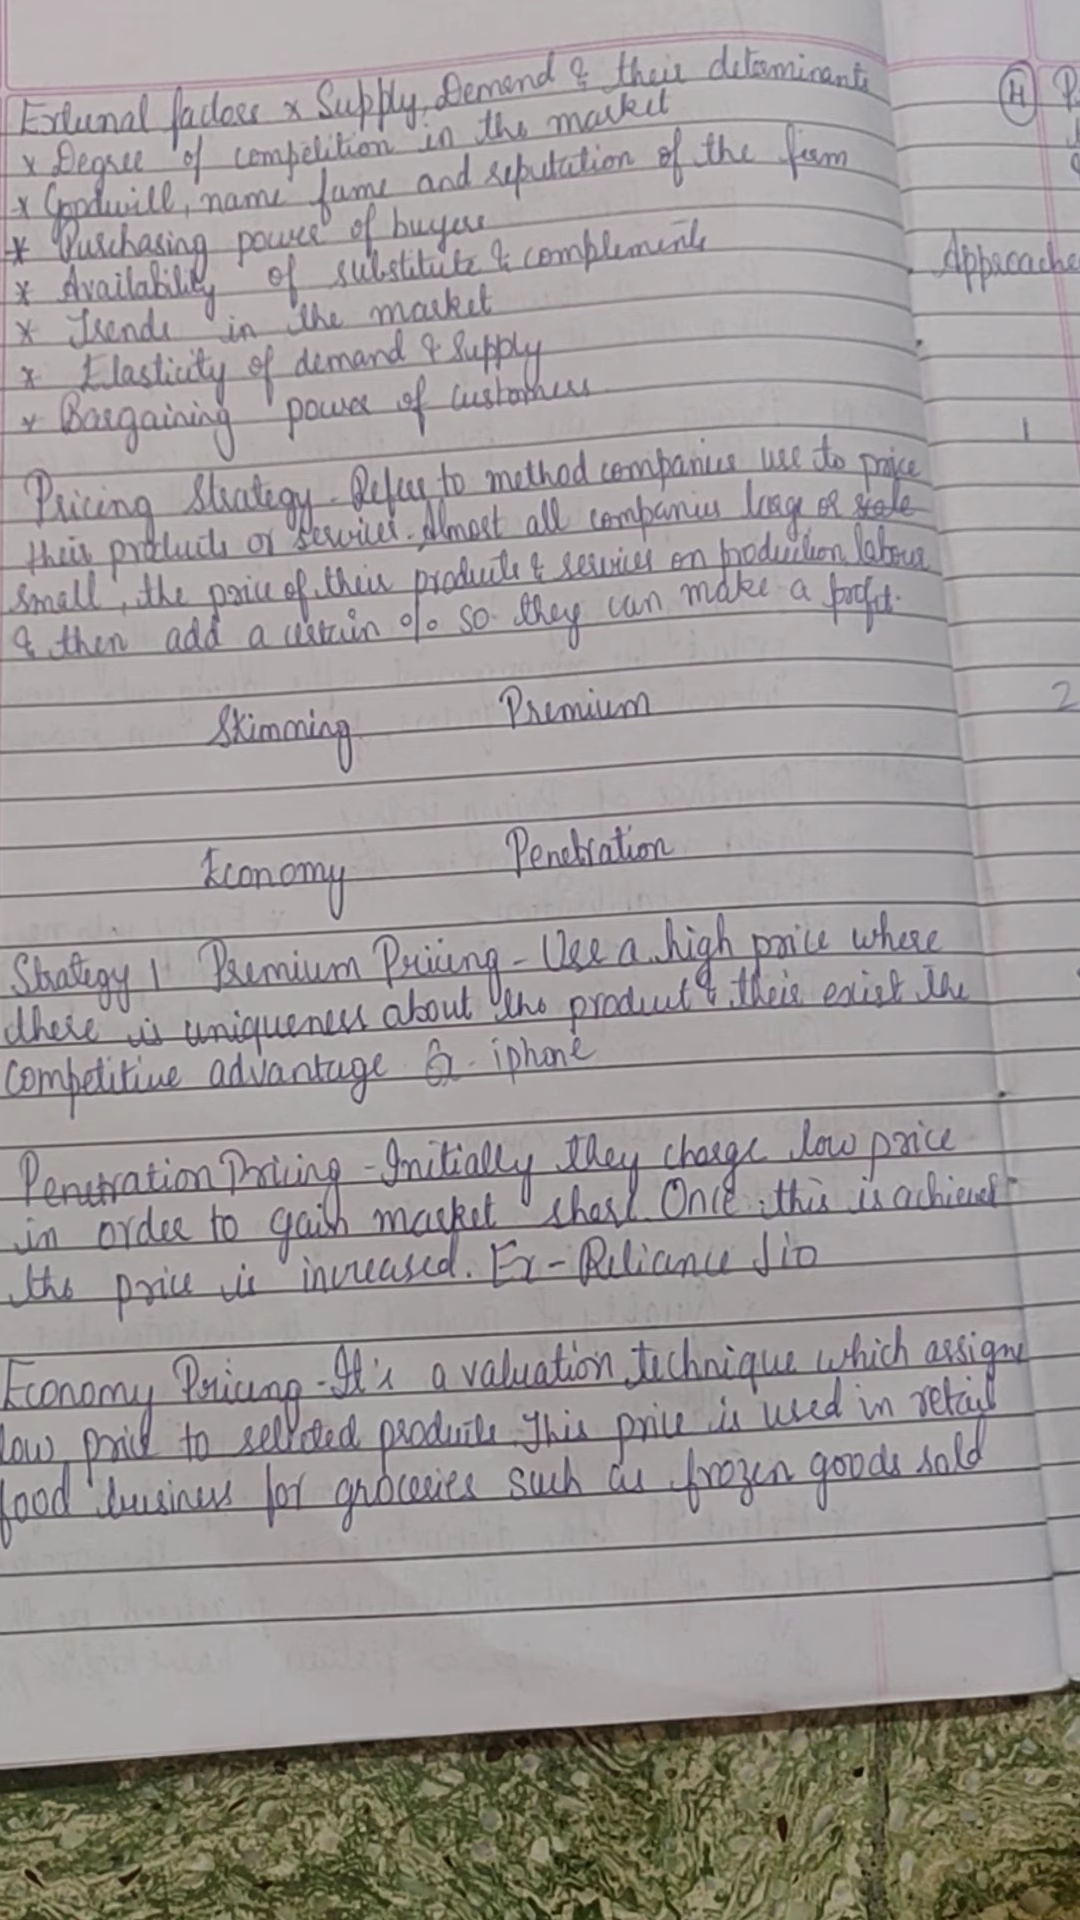 External factors x Supply, Demand & their determinants
x Degree of competition in the market
x Goodwill, name fame and reputation of the firm
x Purchasing power of buyers
x Availability of substitute & complements
x Trends in the market
x Elasticity of demand & supply
x Bargaining power of customers
Pricing Strategy - Refers to method companies use to price
their products or services. Almost all companies large or
small, the price of their products & services on production, labour
& then add a certain % so they can make a profit.
Skimming Premium
Economy Penetration
Strategy 1 Premium Pricing - Use a high price where
there is uniqueness about the product & their exist the
competitive advantage Ex- iphone
Penetration Pricing - Initially they charge low price
in order to gain market share. Once this is achieved
the price is increased. Ex - Reliance Jio
Economy Pricing - It's a valuation technique which assigns
low price to selected products. This price is used in retail
food business for groceries such as frozen goods sold
H
Approache
1
2